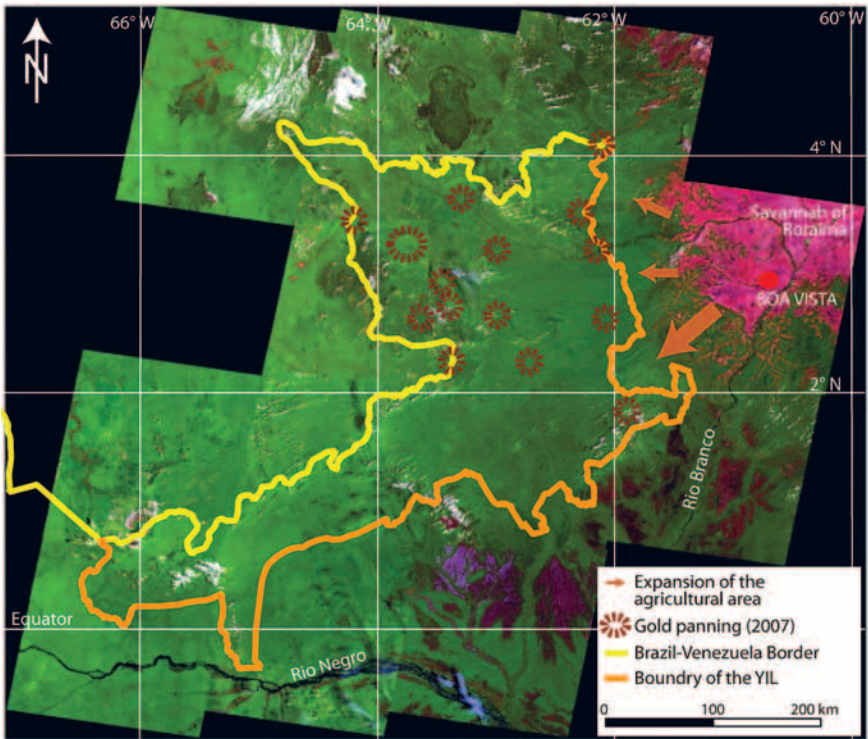 66° W
64° W
62° W
60° W
N
4° N
Savannah of
Roraima
BOA VISTA
2° N
Rio Branco
Equator
Rio Negro
Expansion of the
agricultural area
Gold panning (2007)
Brazil-Venezuela Border
Boundry of the YIL
0 100 200 km